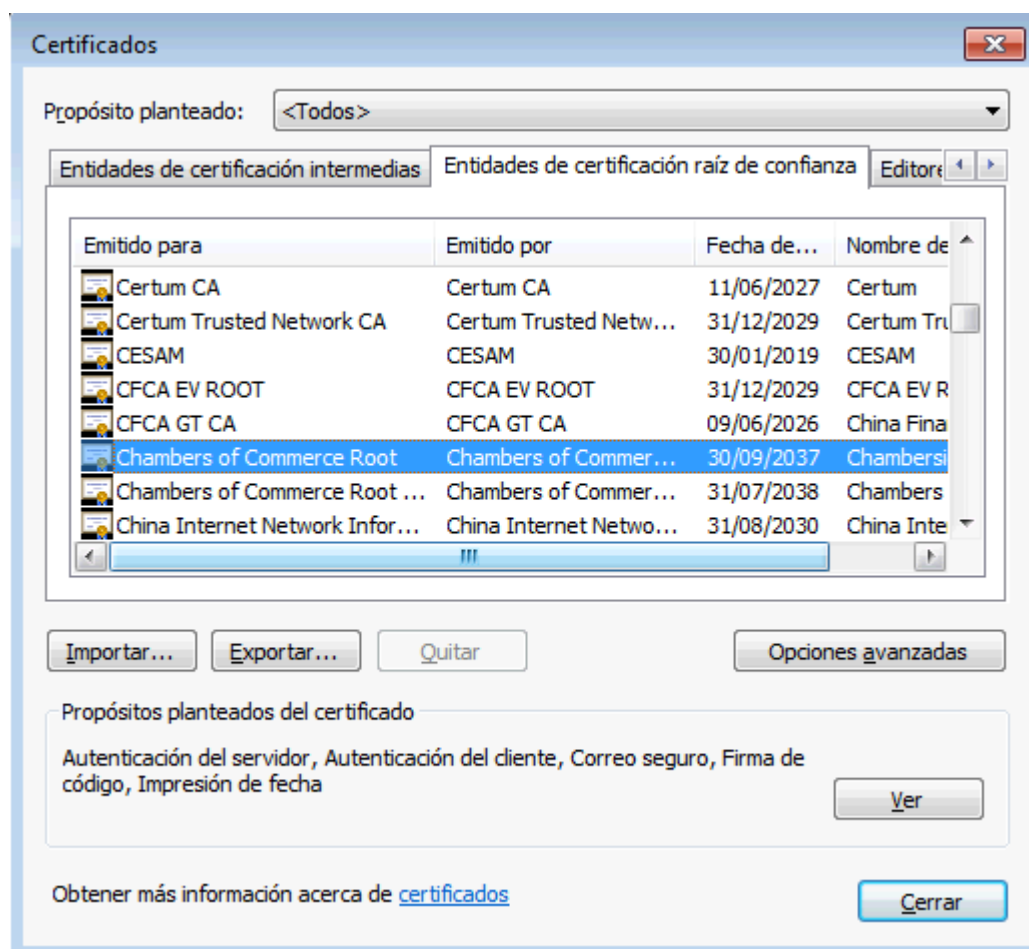 Certificados
Propósito planteado: <Todos>
Entidades de certificación intermedias Entidades de certificación raíz de confianza Editore
Emitido para Emitido por Fecha de... Nombre de
Certum CA Certum CA 11/06/2027 Certum
Certum Trusted Network CA Certum Trusted Netw... 31/12/2029 Certum Tru
CESAM CESAM 30/01/2019 CESAM
CFCA EV ROOT CFCA EV ROOT 31/12/2029 CFCA EV R
CFCA GT CA CFCA GT CA 09/06/2026 China Fina
Chambers of Commerce Root Chambers of Commer... 30/09/2037 Chambersi
Chambers of Commerce Root ... Chambers of Commer... 31/07/2038 Chambers
China Internet Network Infor... China Internet Netwo... 31/08/2030 China Inte
Importar... Exportar... Quitar Opciones avanzadas
Propósitos planteados del certificado
Autenticación del servidor, Autenticación del cliente, Correo seguro, Firma de
código, Impresión de fecha
Ver
Obtener más información acerca de certificados
Cerrar